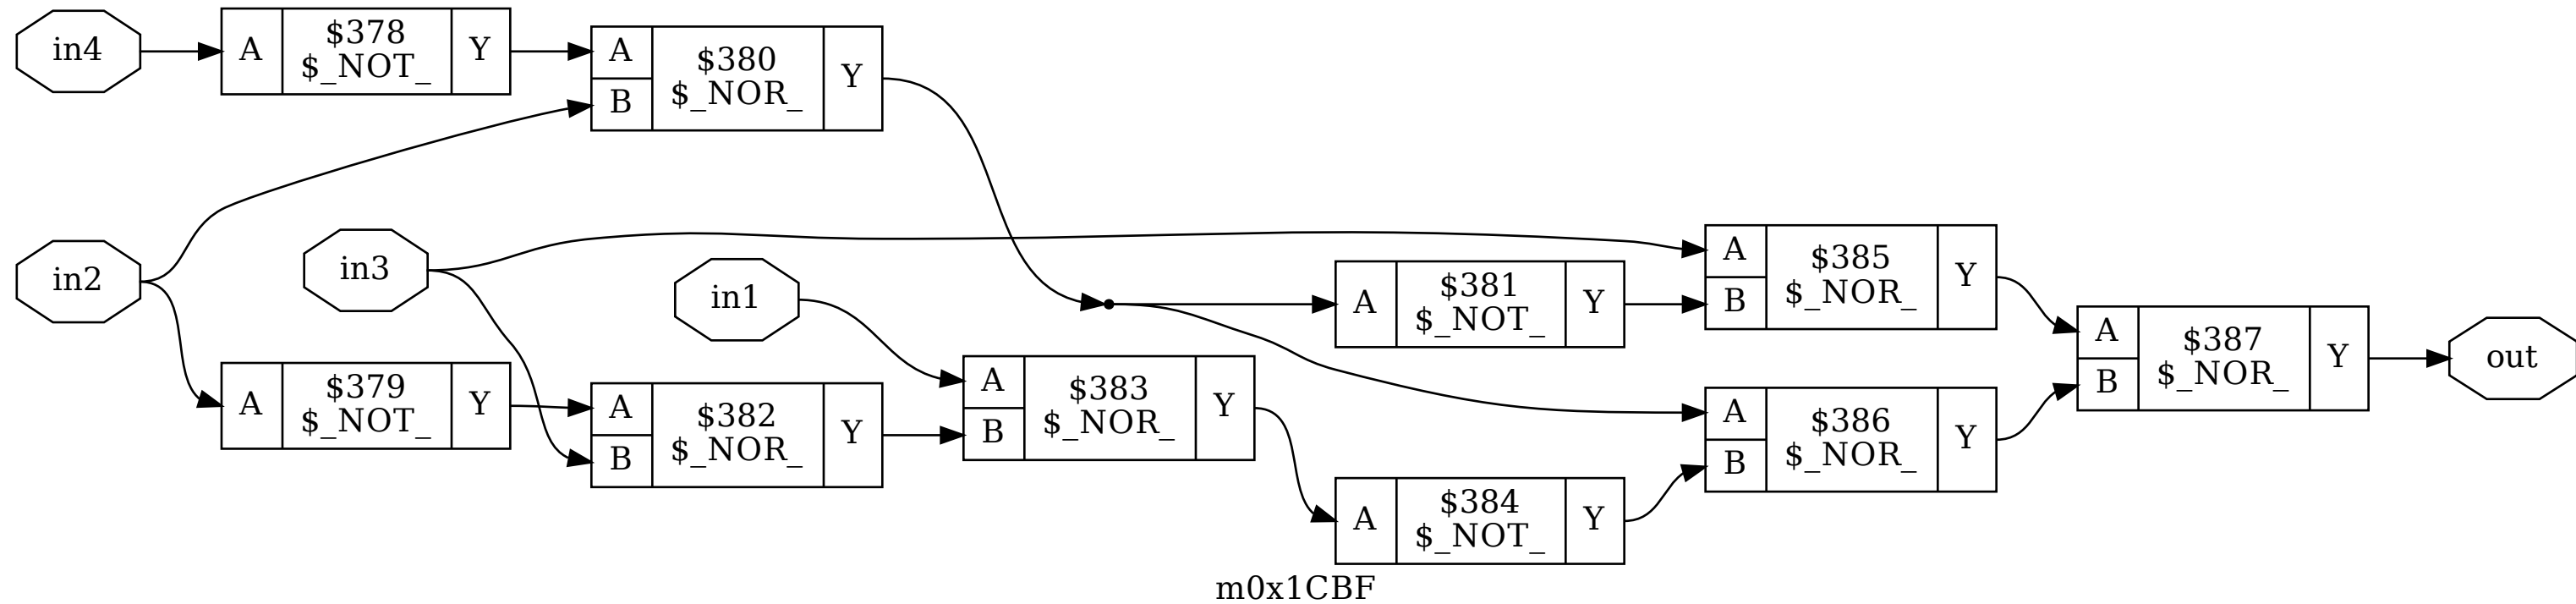 in4
A
$378
$_NOT_
Y
A
B
$380
$_NOR_
Y
in2
in3
in1
A
$379
$_NOT_
Y
A
B
$382
$_NOR_
Y
A
B
$383
$_NOR_
Y
A
$381
$_NOT_
Y
A
$384
$_NOT_
Y
A
B
$385
$_NOR_
Y
A
B
$386
$_NOR_
Y
A
B
$387
$_NOR_
Y
out
m0x1CBF